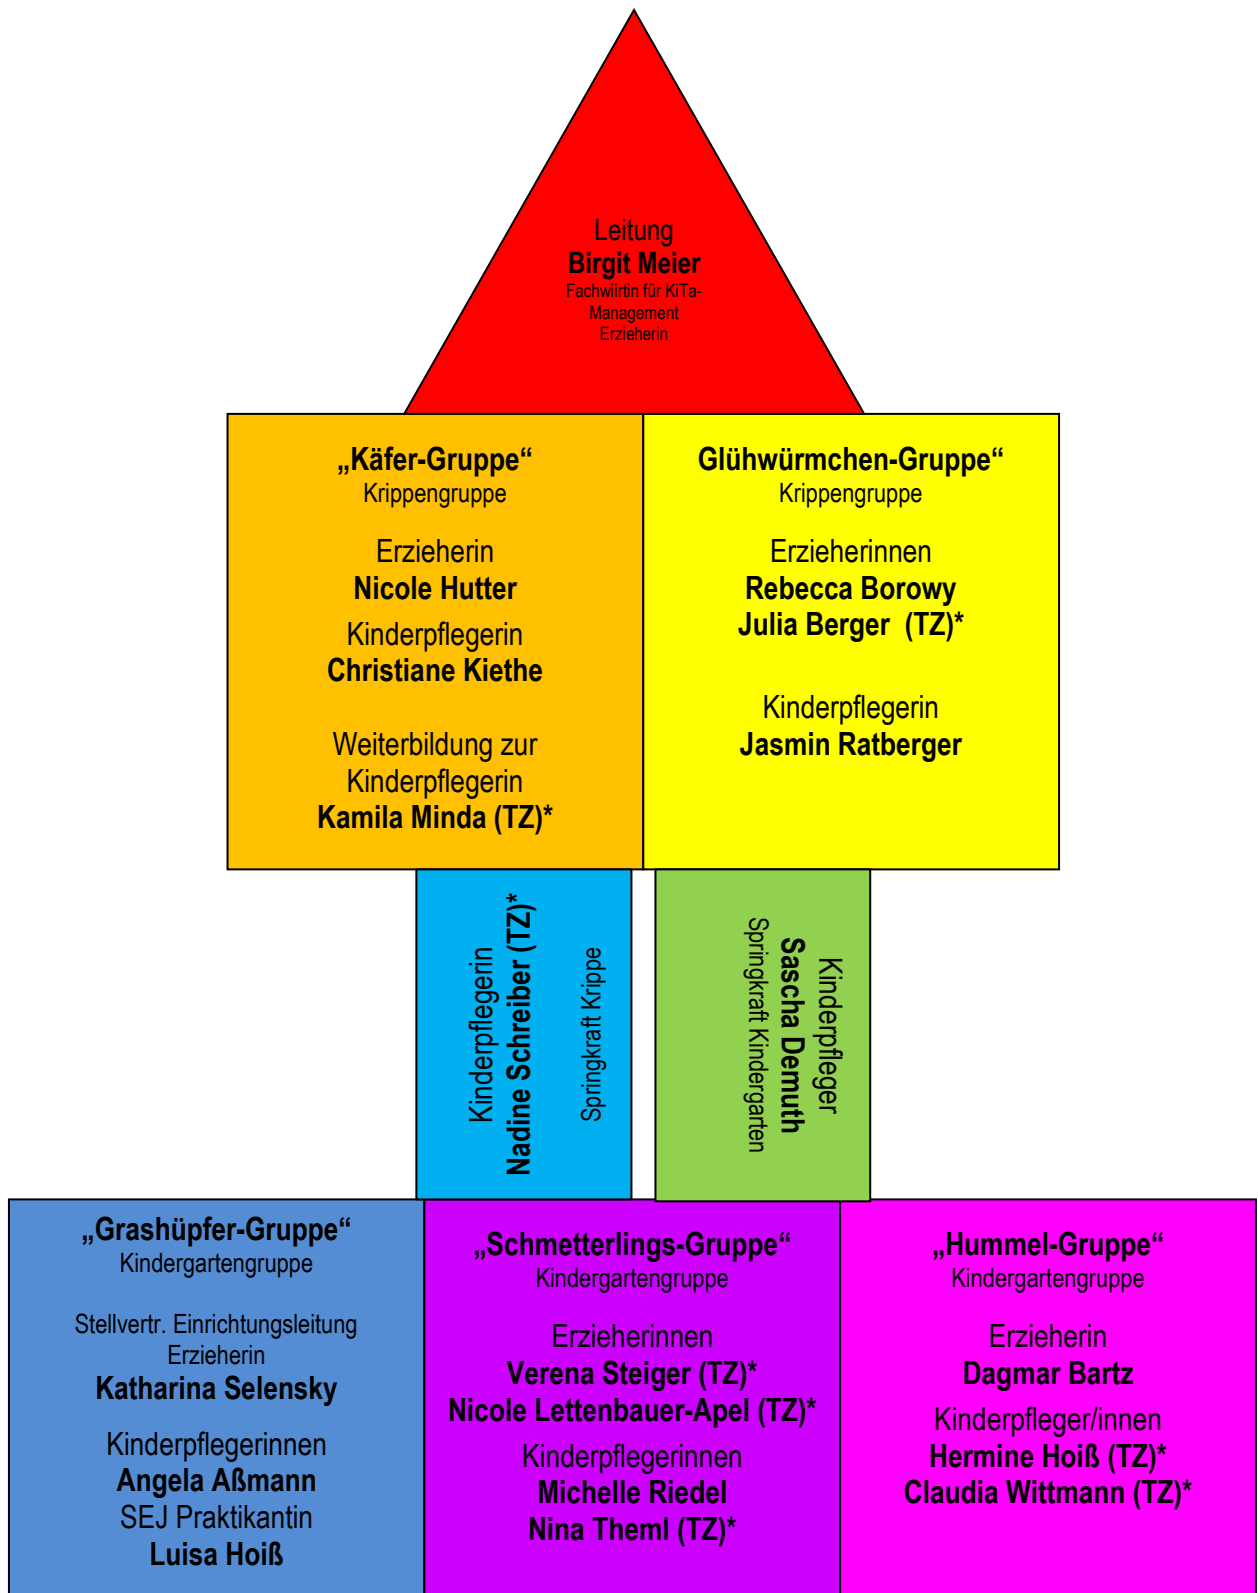 Leitung
Birgit Meier
Fachwiirtin für KiTa-
Management
Erzieherin
„Käfer-Gruppe“
Krippengruppe
Erzieherin
Nicole Hutter
Kinderpflegerin
Christiane Kiethe
Weiterbildung zur
Kinderpflegerin
Kamila Minda (TZ)*
Glühwürmchen-Gruppe“
Krippengruppe
Erzieherinnen
Rebecca Borowy
Julia Berger (TZ)*
Kinderpflegerin
Jasmin Ratberger
Kinderpflegerin
Nadine Schreiber (TZ)*
Springkraft Krippe
Kinderpfleger
Sascha Demuth
Springkraft Kindergarten
„Grashüpfer-Gruppe“
Kindergartengruppe
Stellvertr. Einrichtungsleitung
Erzieherin
Katharina Selensky
Kinderpflegerinnen
Angela Aßmann
SEJ Praktikantin
Luisa Hoiß
„Schmetterlings-Gruppe“
Kindergartengruppe
Erzieherinnen
Verena Steiger (TZ)*
Nicole Lettenbauer-Apel (TZ)*
Kinderpflegerinnen
Michelle Riedel
Nina Theml (TZ)*
„Hummel-Gruppe“
Kindergartengruppe
Erzieherin
Dagmar Bartz
Kinderpfleger/innen
Hermine Hoiß (TZ)*
Claudia Wittmann (TZ)*